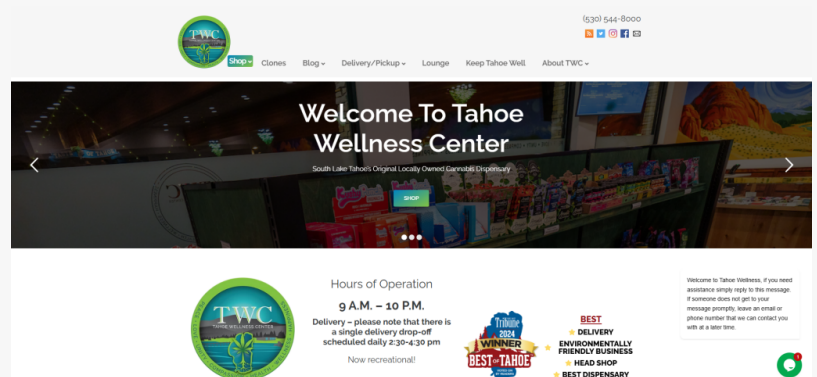 (530) 544-8000
TWC
Shop
Clones
Blog
Delivery/Pickup
Lounge
Keep Tahoe Well
About TWC
Welcome To Tahoe
Wellness Center
South Lake Tahoe's Original Locally Owned Cannabis Dispensary
SHOP
TWC
TAHOE WELLNESS CENTER
Hours of Operation
9 A.M. – 10 P.M.
Delivery – please note that there is
a single delivery drop-off
scheduled daily 2:30-4:30 pm
Now recreational!
Tribune
2024
WINNER
BEST OF TAHOE
BEST
DELIVERY
ENVIRONMENTALLY
FRIENDLY BUSINESS
HEAD SHOP
BEST DISPENSARY
Welcome to Tahoe Wellness, if you need
assistance simply reply to this message.
If someone does not get to your
message promptly, leave an email or
phone number that we can contact you
with at a later time.
1